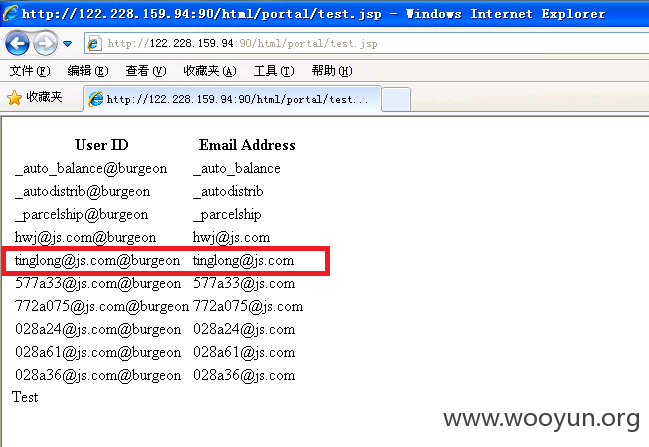 http://122.228.159.94:90/html/portal/test.jsp - Windows Internet Explorer
http://122.228.159.94:90/html/portal/test.jsp
文件(F) 编辑(E) 查看(V) 收藏夹(A) 工具(T) 帮助(H)
收藏夹 http://122.228.159.94:90/html/portal/test...
User ID Email Address
_auto_balance@burgeon _auto_balance
_autodistrib@burgeon _autodistrib
_parcelship@burgeon _parcelship
hwj@js.com@burgeon hwj@js.com
tinglong@js.com@burgeon tinglong@js.com
577a33@js.com@burgeon 577a33@js.com
772a075@js.com@burgeon 772a075@js.com
028a24@js.com@burgeon 028a24@js.com
028a61@js.com@burgeon 028a61@js.com
028a36@js.com@burgeon 028a36@js.com
Test
www.wooyun.org